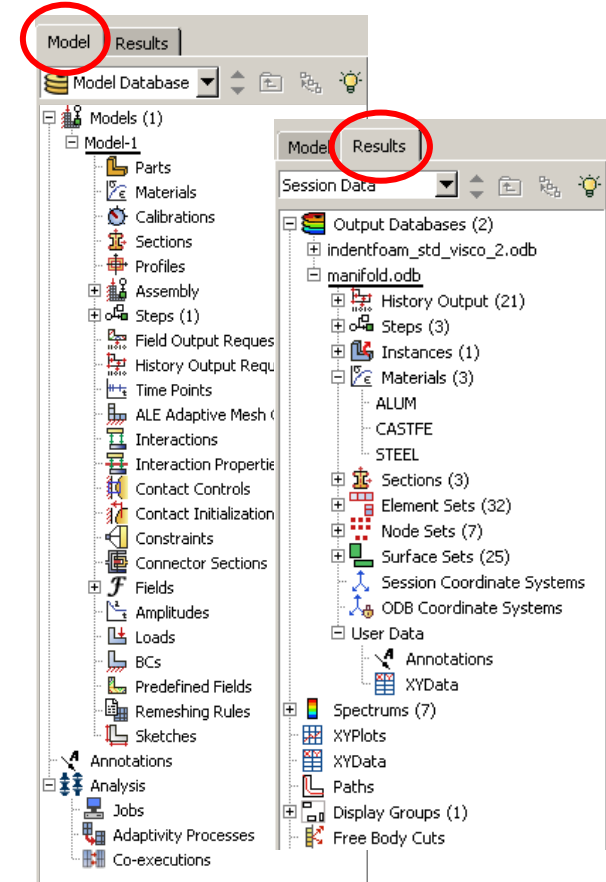 Model Results
Model Database
Models (1)
Model-1
Parts
Materials
Calibrations
Sections
Profiles
Assembly
Steps (1)
Field Output Reques
History Output Requ
Time Points
ALE Adaptive Mesh
Interactions
Interaction Propertie
Contact Controls
Contact Initialization
Constraints
Connector Sections
Fields
Amplitudes
Loads
BCs
Predefined Fields
Remeshing Rules
Sketches
Annotations
Analysis
Jobs
Adaptivity Processes
Co-executions
Model Results
Session Data
Output Databases (2)
indentfoam_std_visco_2.odb
manifold.odb
History Output (21)
Steps (3)
Instances (1)
Materials (3)
ALUM
CASTFE
STEEL
Sections (3)
Element Sets (32)
Node Sets (7)
Surface Sets (25)
Session Coordinate Systems
ODB Coordinate Systems
User Data
Annotations
XYData
Spectrums (7)
XYPlots
XYData
Paths
Display Groups (1)
Free Body Cuts